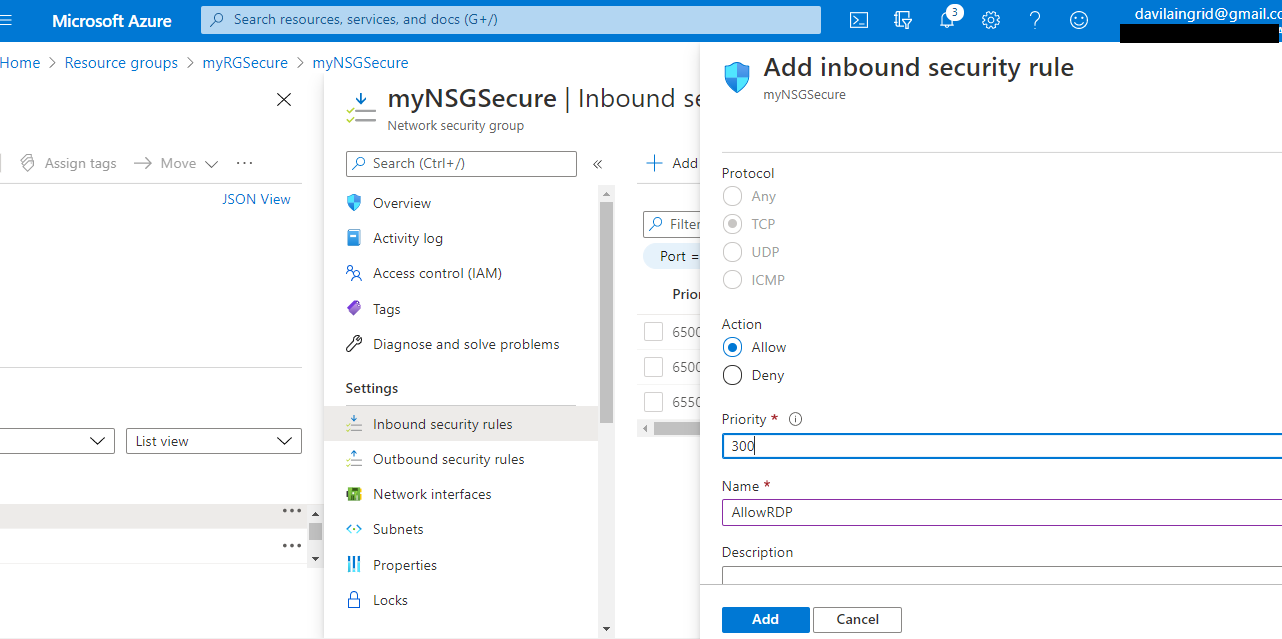 Microsoft Azure
Search resources, services, and docs (G+/)
3
davilaingrid@gmail.co
Home > Resource groups > myRGSecure > myNSGSecure
Assign tags
Move
JSON View
List view
myNSGSecure | Inbound se
Network security group
Search (Ctrl+/)
«
Overview
Activity log
Access control (IAM)
Tags
Diagnose and solve problems
Settings
Inbound security rules
Outbound security rules
Network interfaces
Subnets
Properties
Locks
Add
Filter
Port =
Prior
6500
6500
6550
Add inbound security rule
myNSGSecure
Protocol
Any
TCP
UDP
ICMP
Action
Allow
Deny
Priority *
300
Name *
AllowRDP
Description
Add
Cancel